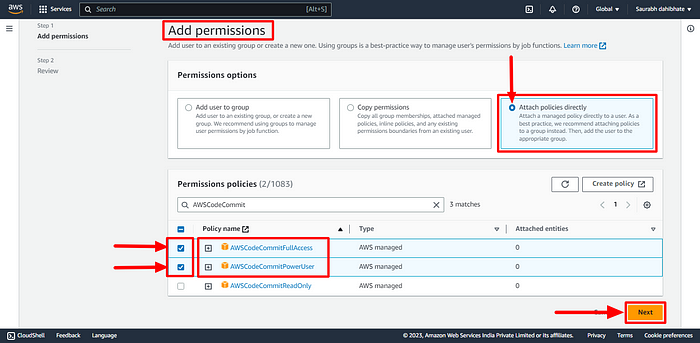 aws
Services
Search
[Alt+S]
Global
Saurabh dahibhate
Step 1
Add permissions
Step 2
Review
Add permissions
Add user to an existing group or create a new one. Using groups is a best-practice way to manage user's permissions by job functions. Learn more
Permissions options
Add user to group
Add user to an existing group, or create a new
group. We recommend using groups to manage
user permissions by job function.
Copy permissions
Copy all group memberships, attached managed
policies, inline policies, and any existing
permissions boundaries from an existing user.
Attach policies directly
Attach a managed policy directly to a user. As a
best practice, we recommend attaching policies
to a group instead. Then, add the user to the
appropriate group.
Permissions policies (2/1083)
Create policy
AWSCodeCommit
3 matches
1
Policy name
Type
Attached entities
AWSCodeCommitFullAccess
AWS managed
0
AWSCodeCommitPowerUser
AWS managed
0
AWSCodeCommitReadOnly
AWS managed
0
Next
CloudShell
Feedback
Language
© 2023, Amazon Web Services India Private Limited or its affiliates.
Privacy
Terms
Cookie preferences